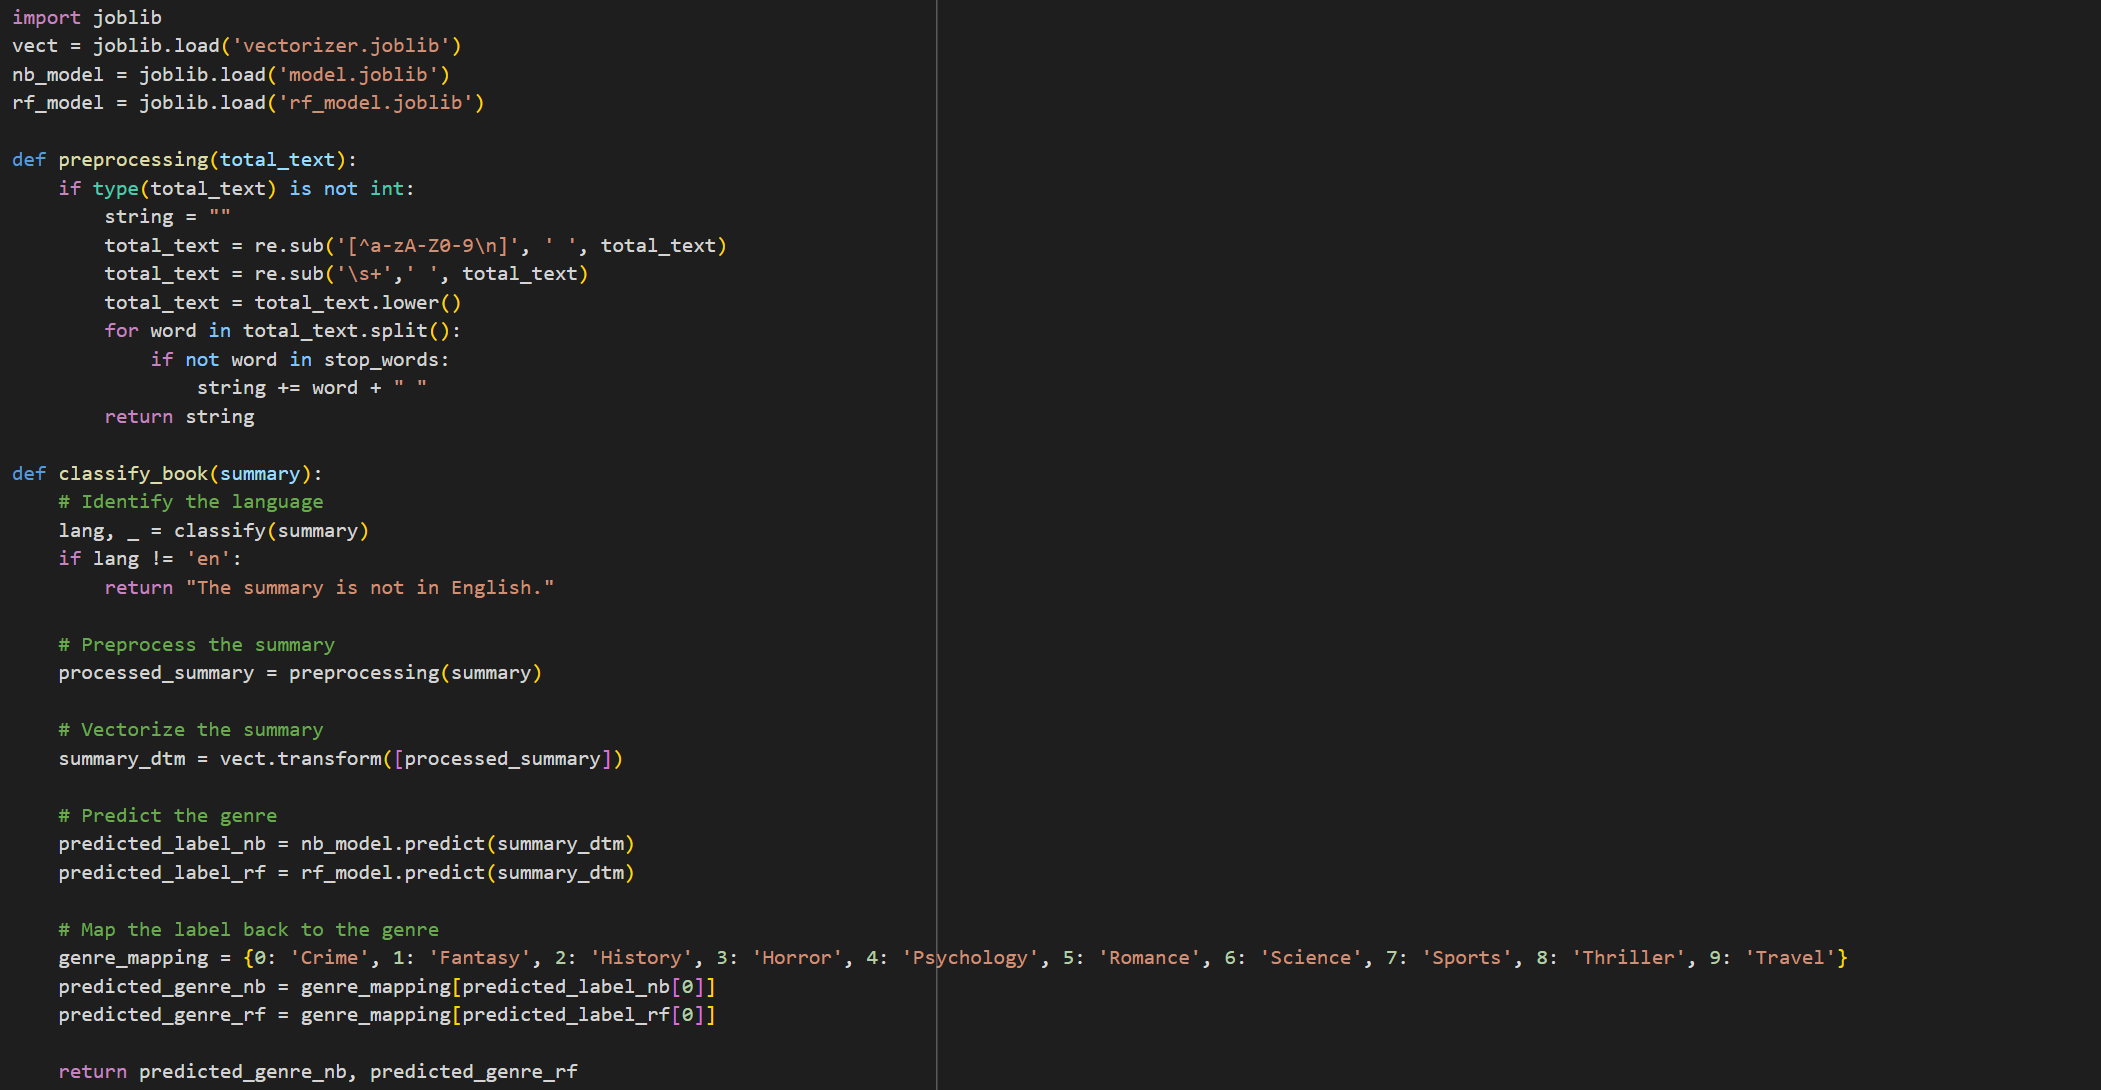 import joblib
vect = joblib.load('vectorizer.joblib')
nb_model = joblib.load('model.joblib')
rf_model = joblib.load('rf_model.joblib')

def preprocessing(total_text):
    if type(total_text) is not int:
        string = ""
        total_text = re.sub('[^a-zA-Z0-9\n]', ' ', total_text)
        total_text = re.sub('\s+',' ', total_text)
        total_text = total_text.lower()
        for word in total_text.split():
            if not word in stop_words:
                string += word + " "
        return string

def classify_book(summary):
    # Identify the language
    lang, _ = classify(summary)
    if lang != 'en':
        return "The summary is not in English."

    # Preprocess the summary
    processed_summary = preprocessing(summary)

    # Vectorize the summary
    summary_dtm = vect.transform([processed_summary])

    # Predict the genre
    predicted_label_nb = nb_model.predict(summary_dtm)
    predicted_label_rf = rf_model.predict(summary_dtm)

    # Map the label back to the genre
    genre_mapping = {0: 'Crime', 1: 'Fantasy', 2: 'History', 3: 'Horror', 4: 'Psychology', 5: 'Romance', 6: 'Science', 7: 'Sports', 8: 'Thriller', 9: 'Travel'}
    predicted_genre_nb = genre_mapping[predicted_label_nb[0]]
    predicted_genre_rf = genre_mapping[predicted_label_rf[0]]

    return predicted_genre_nb, predicted_genre_rf